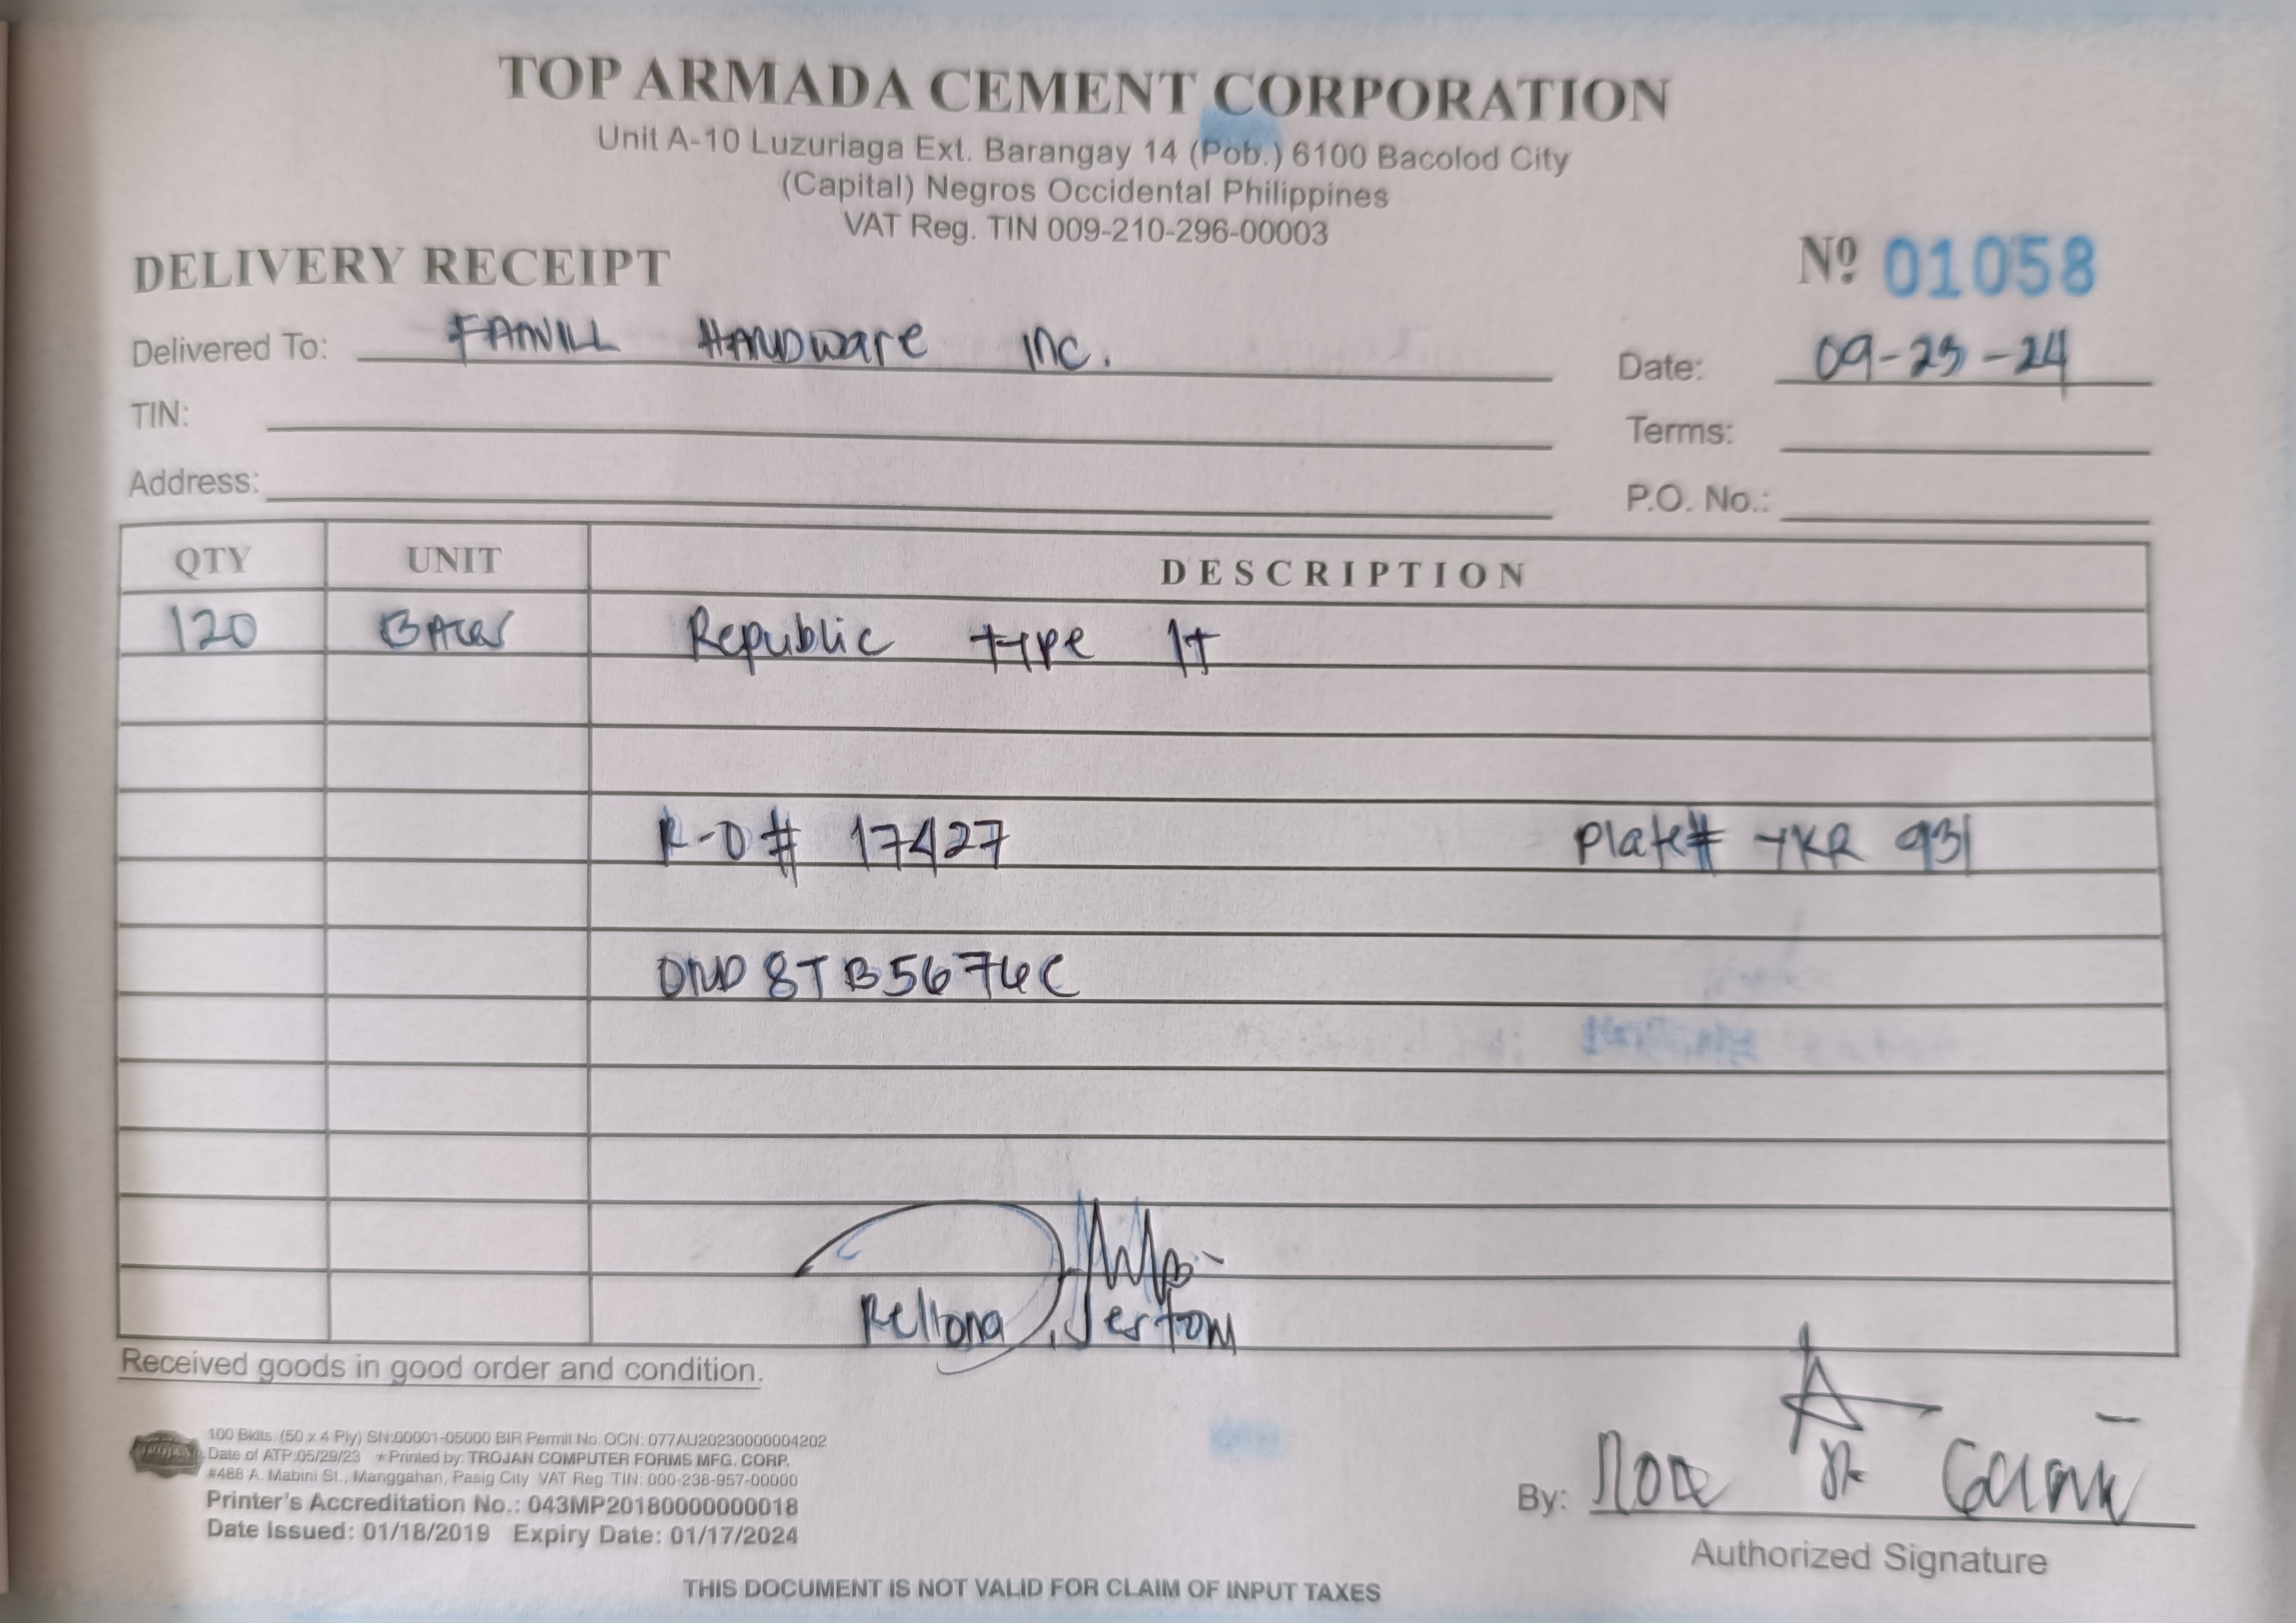 TOP ARMADA CEMENT CORPORATION
Unit A-10 Luzuriaga Ext. Barangay 14 (Pob.) 6100 Bacolod City
(Capital) Negros Occidental Philippines
VAT Reg. TIN 009-210-296-00003
DELIVERY RECEIPT Nº 01058
Delivered To: FAMILL HARDware Inc. Date: 09-23-24
TIN: Terms:
Address: P.O. No.:
QTY UNIT DESCRIPTION
120 Republic type 1T
R-O# 17427 Plate# YKR 931
8TB5676C
Rellona, Jestom
Received goods in good order and condition.
100 Bklts. (50 x 4 Ply) SN:00001-05000 BIR Permit No. OCN: 077AU20230000004202
Date of ATP:05/29/23 ★Printed by: TROJAN COMPUTER FORMS MFG. CORP.
#486 A. Mabini St., Manggahan, Pasig City VAT Reg. TIN: 000-238-957-00000
Printer's Accreditation No.: 043MP20180000000018
Date Issued: 01/18/2019 Expiry Date: 01/17/2024
By:
Authorized Signature
THIS DOCUMENT IS NOT VALID FOR CLAIM OF INPUT TAXES